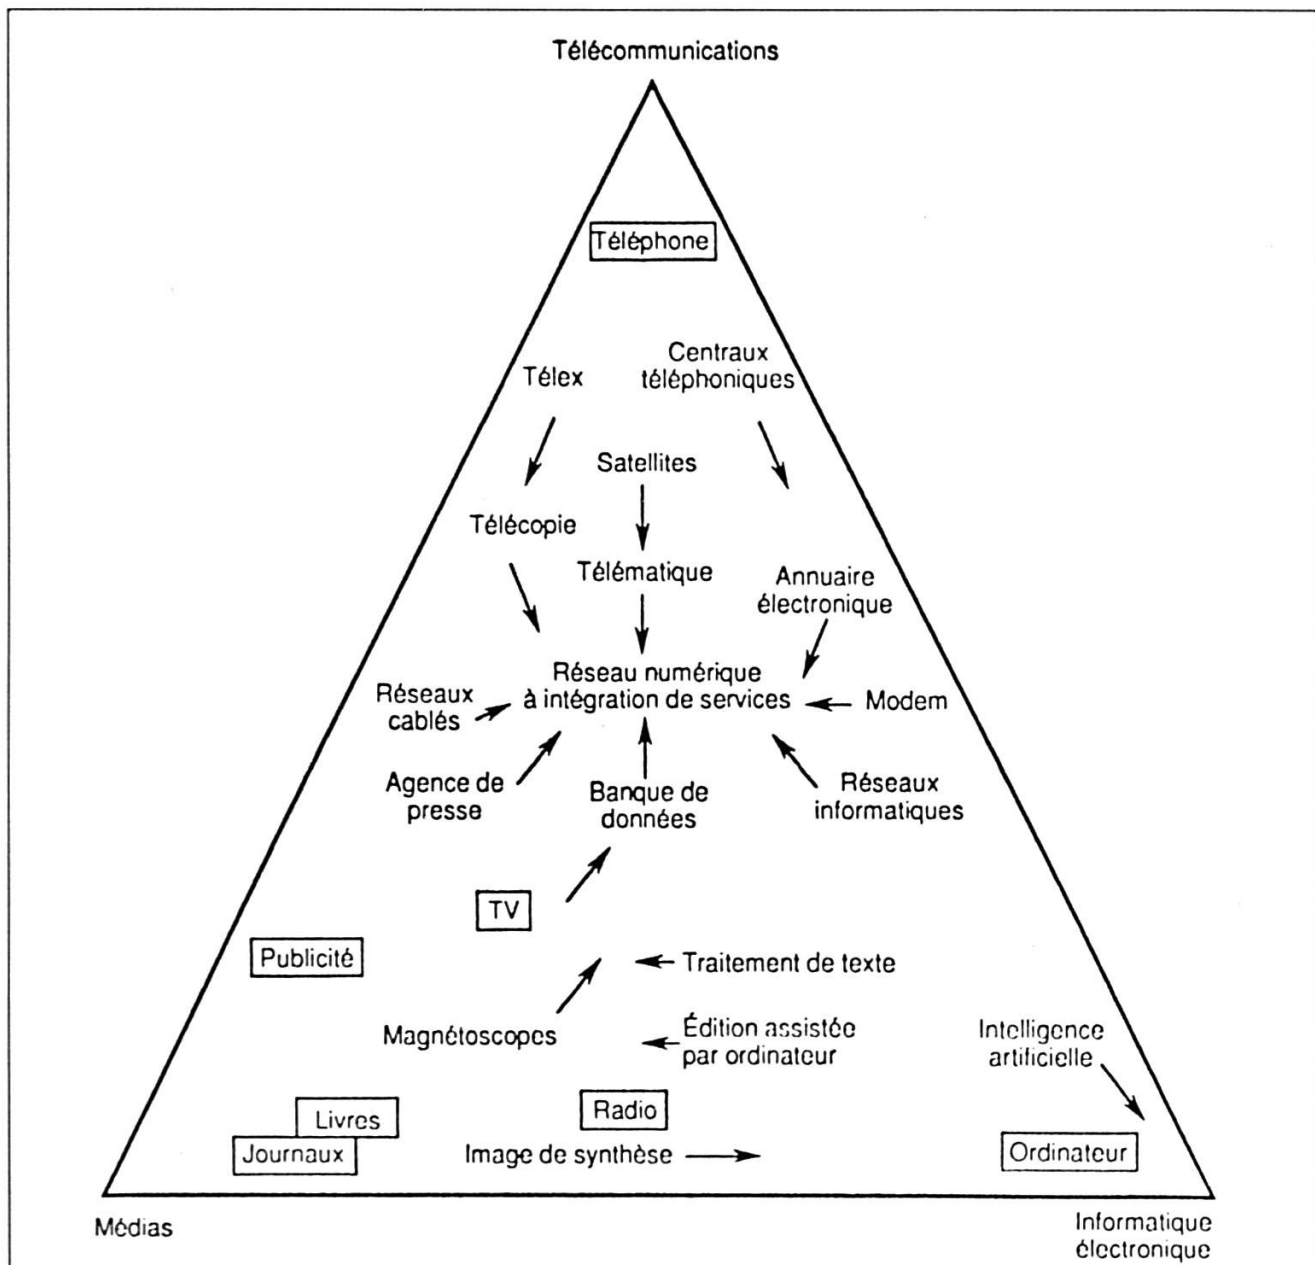 Télécommunications
Téléphone
Centraux
téléphoniques
Télex
Satellites
Télécopie
Télématique
Annuaire
électronique
Réseau numérique
à intégration de services
Réseaux
cablés
Modem
Agence de
presse
Banque de
données
Réseaux
informatiques
TV
Publicité
Traitement de texte
Magnétoscopes
Édition assistée
par ordinateur
Intelligence
artificielle
Livres
Radio
Journaux
Image de synthèse
Ordinateur
Médias
Informatique
électronique